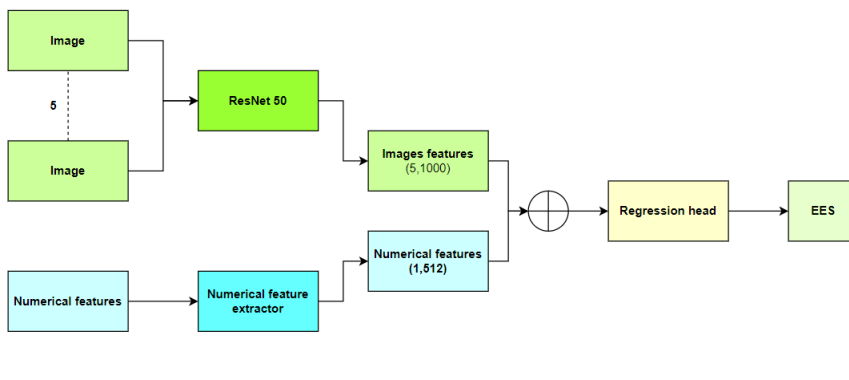 Image
5
Image
ResNet 50
Images features
(5,1000)
Numerical features
Numerical feature
extractor
Numerical features
(1,512)
Regression head
EES